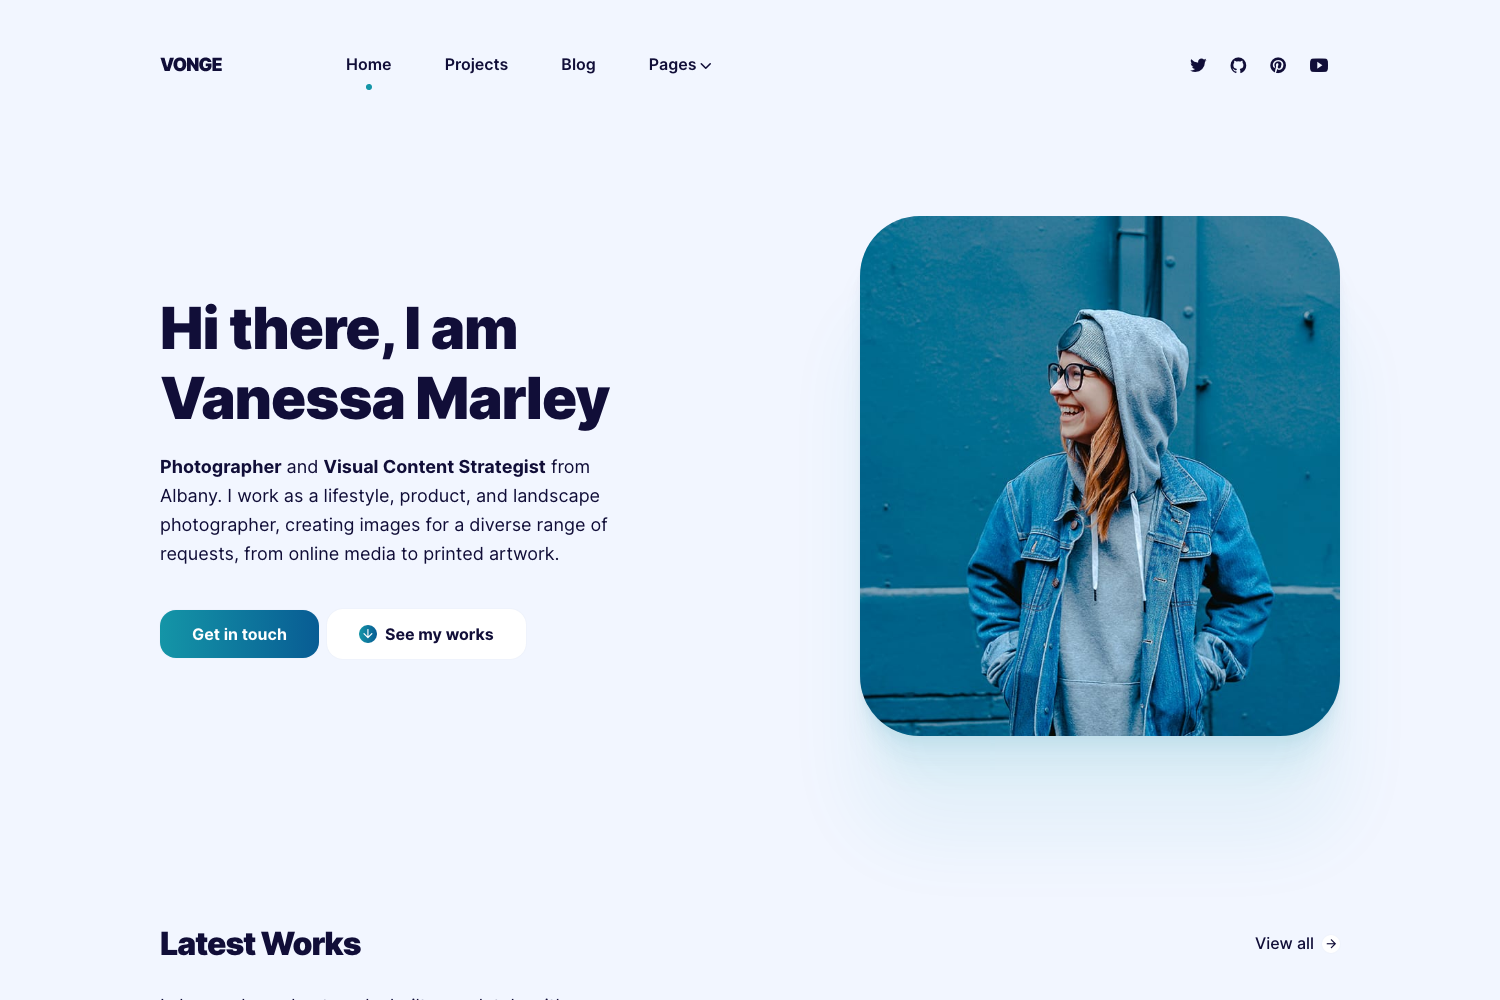 VONGE
Home
Projects
Blog
Pages
Hi there, I am
Vanessa Marley
Photographer and Visual Content Strategist from
Albany. I work as a lifestyle, product, and landscape
photographer, creating images for a diverse range of
requests, from online media to printed artwork.
Get in touch
See my works
Latest Works
View all